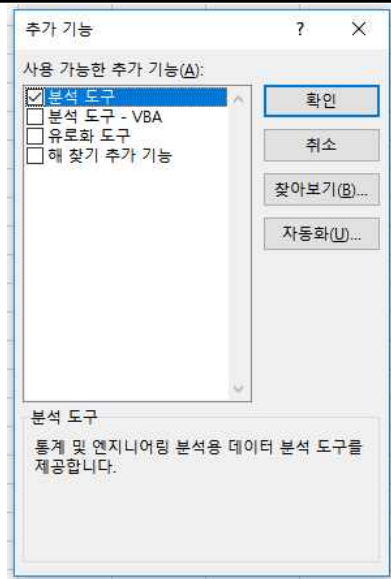 추가 기능 ? ×
사용 가능한 추가 기능(A):
분석 도구
분석 도구 - VBA
유로화 도구
해 찾기 추가 기능
확인
취소
찾아보기(B)...
자동화(U)...
분석 도구
통계 및 엔지니어링 분석용 데이터 분석 도구를
제공합니다.